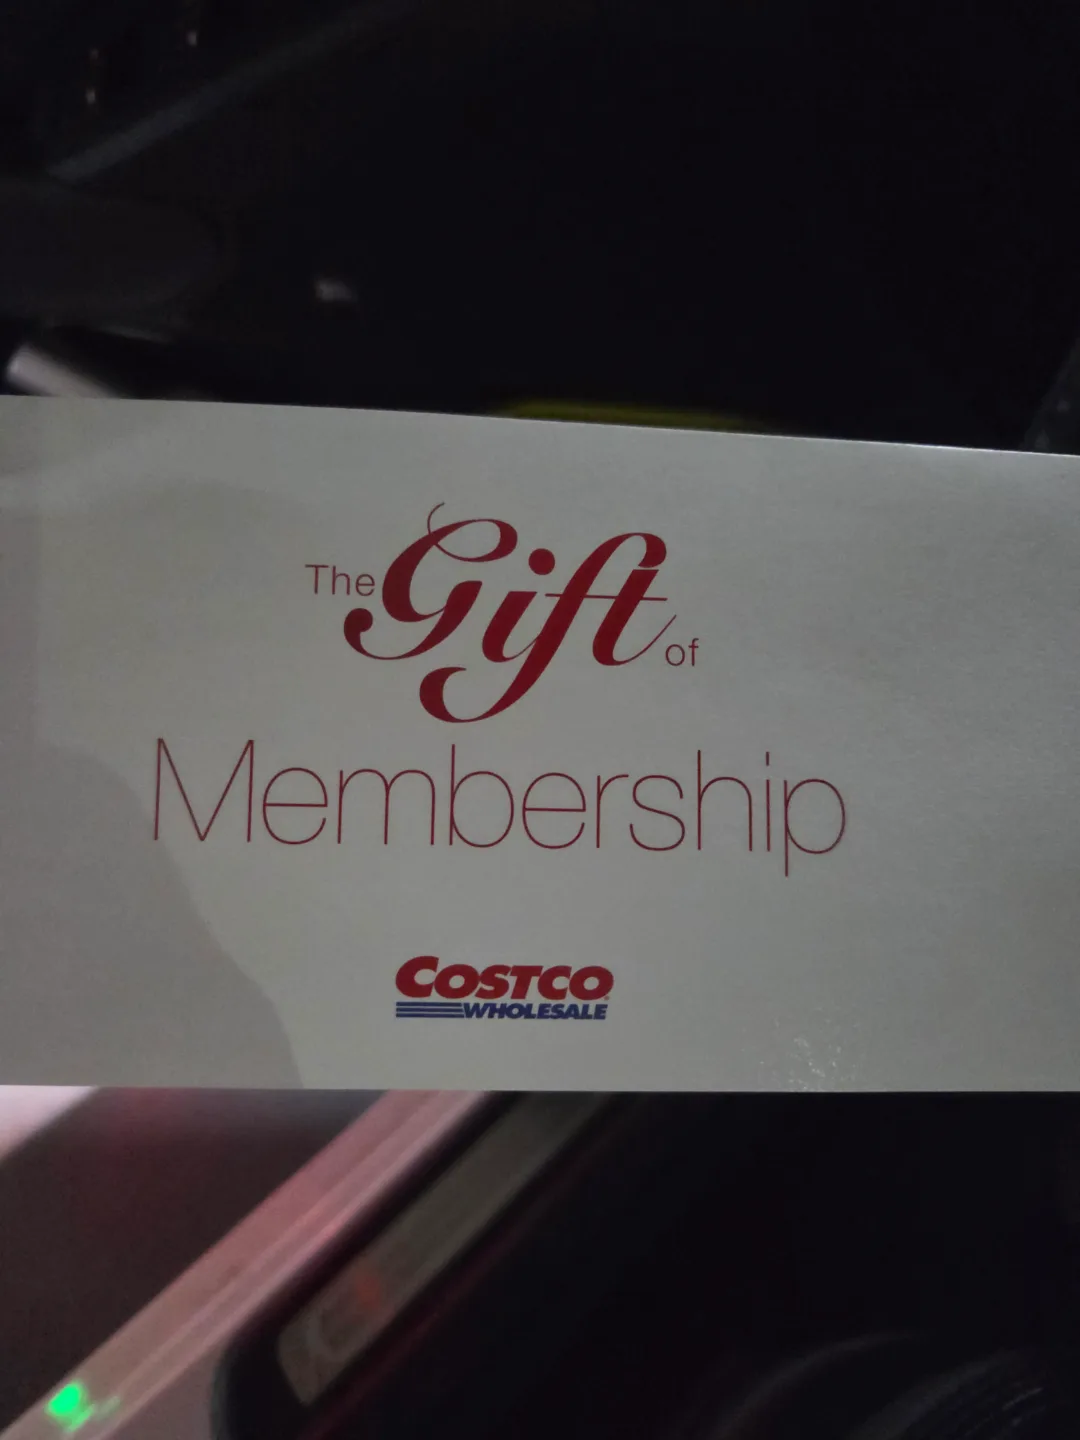 The Gift of
Membership
COSTCO
WHOLESALE